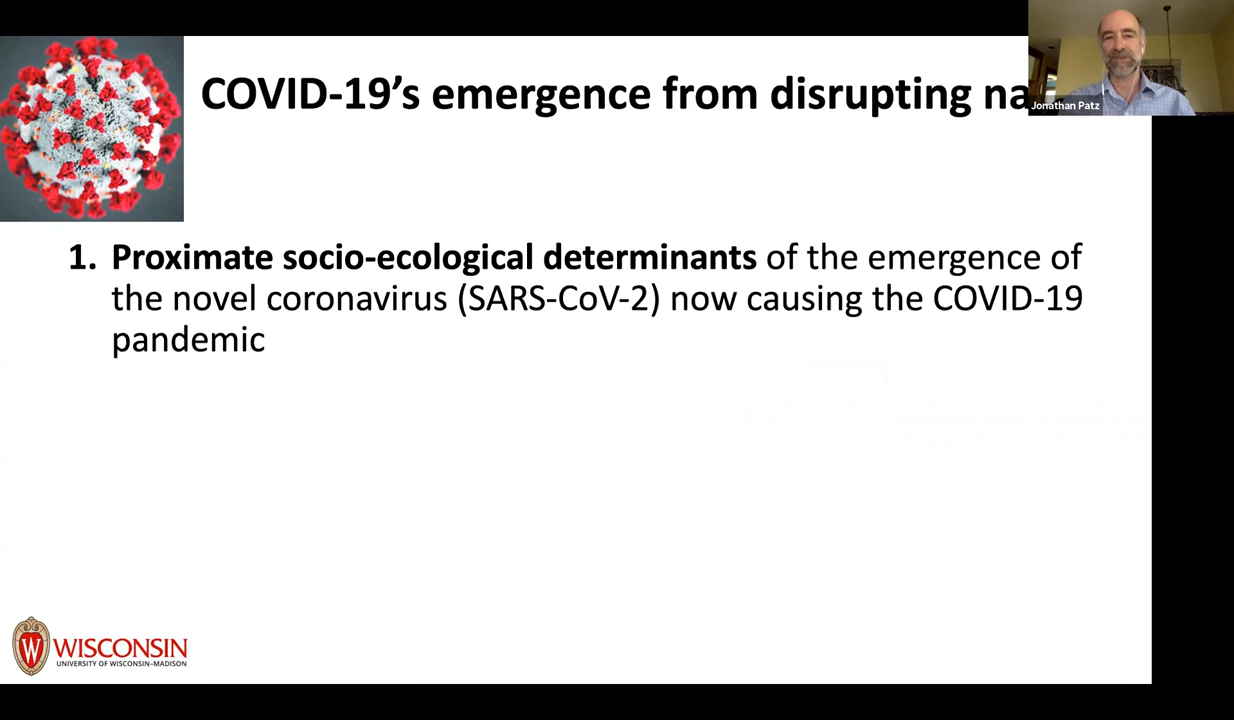 COVID-19’s emergence from disrupting na
Jonathan Patz
1. Proximate socio-ecological determinants of the emergence of
the novel coronavirus (SARS-CoV-2) now causing the COVID-19
pandemic
W WISCONSIN
UNIVERSITY OF WISCONSIN–MADISON